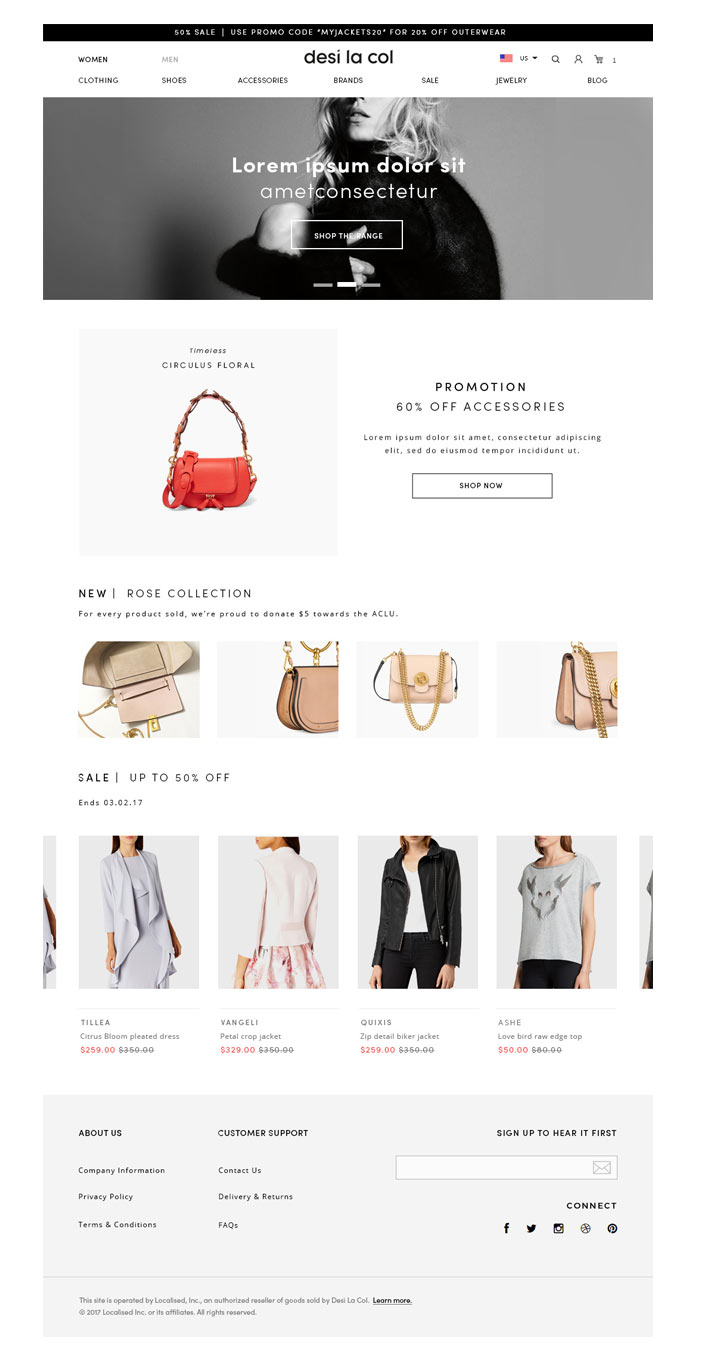 50% SALE | USE PROMO CODE "MYJACKETS20" FOR 20% OFF OUTERWEAR
WOMEN MEN desi la col US 1
CLOTHING SHOES ACCESSORIES BRANDS SALE JEWELRY BLOG
Lorem ipsum dolor sit
ametconsectetur
SHOP THE RANGE
Timeless
CIRCULUS FLORAL
PROMOTION
60% OFF ACCESSORIES
Lorem ipsum dolor sit amet, consectetur adipiscing
elit, sed do eiusmod tempor incididunt ut.
SHOP NOW
NEW | ROSE COLLECTION
For every product sold, we're proud to donate $5 towards the ACLU.
SALE | UP TO 50% OFF
Ends 03.02.17
TILLEA VANGELI QUIXIS ASHE
Citrus Bloom pleated dress Petal crop jacket Zip detail biker jacket Love bird raw edge top
$259.00 $350.00 $329.00 $350.00 $259.00 $350.00 $50.00 $80.00
ABOUT US CUSTOMER SUPPORT SIGN UP TO HEAR IT FIRST
Company Information Contact Us
Privacy Policy Delivery & Returns
CONNECT
Terms & Conditions FAQs
This site is operated by Localised, Inc., an authorized reseller of goods sold by Desi La Col. Learn more.
© 2017 Localised Inc. or its affiliates. All rights reserved.